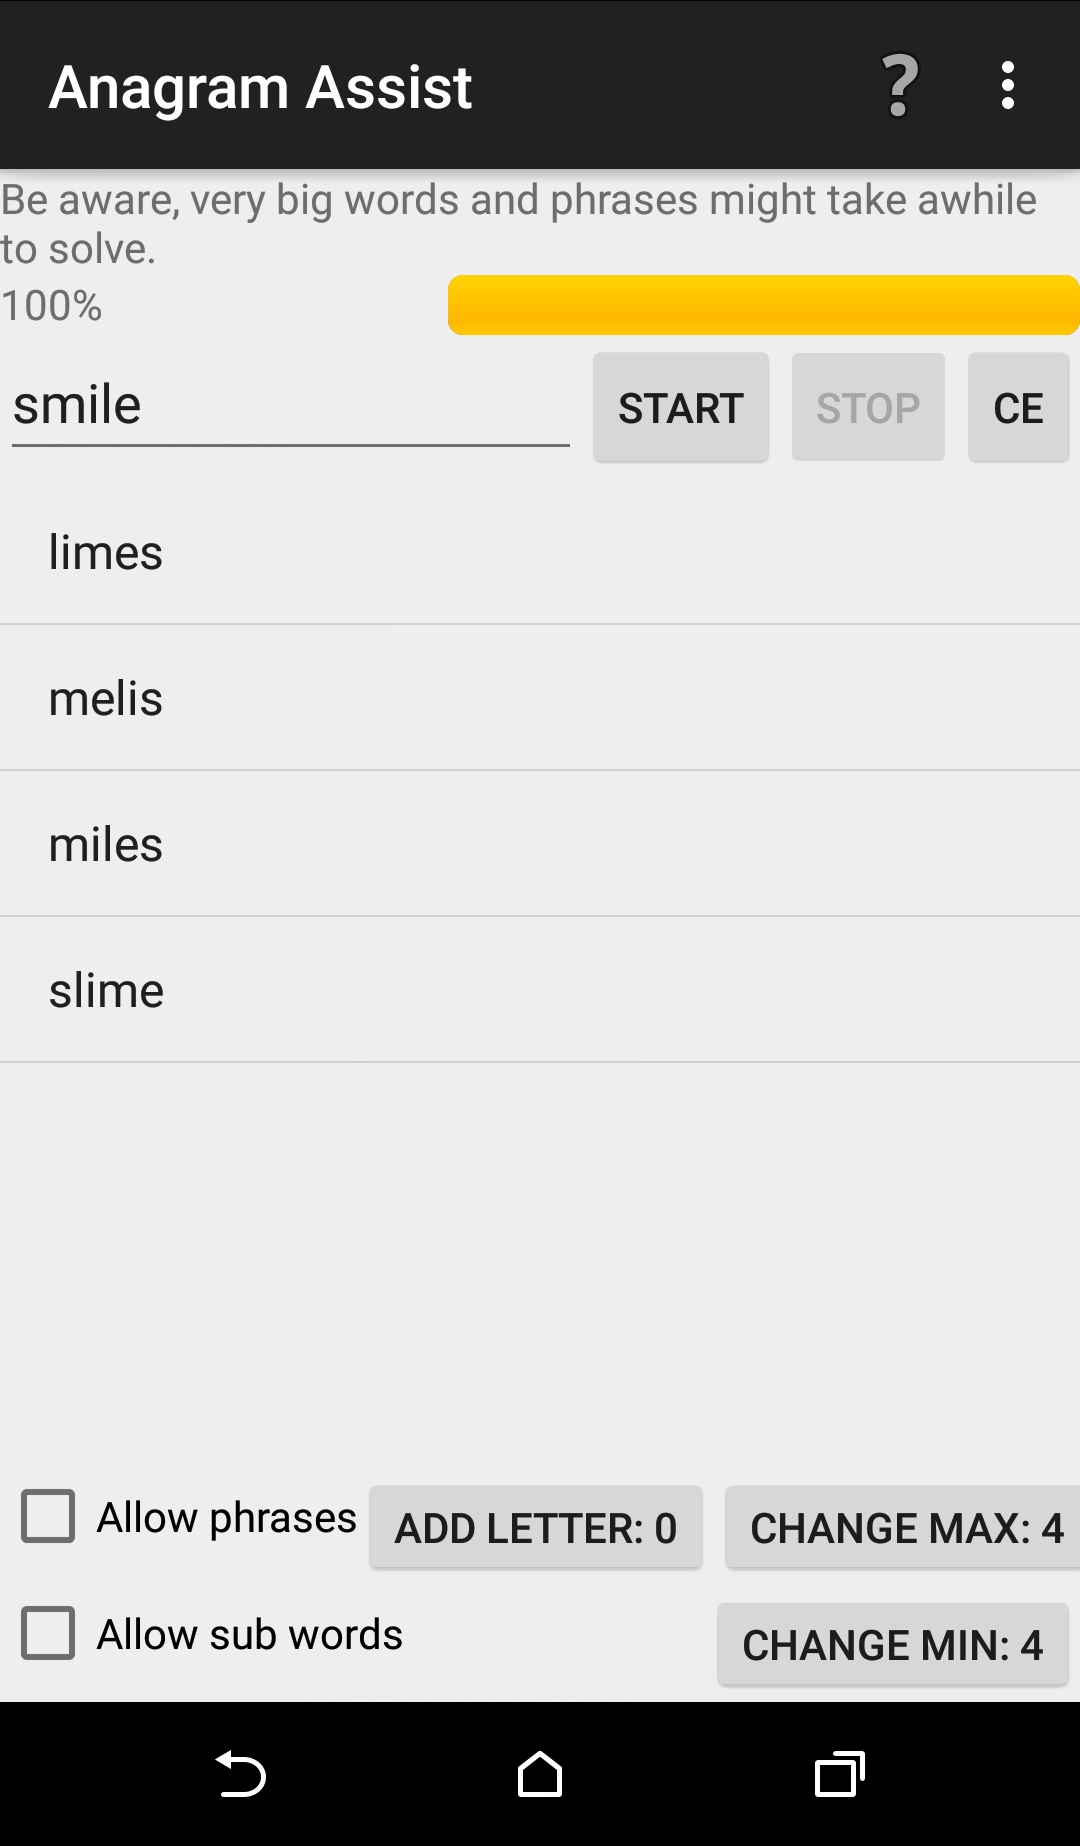 Anagram Assist ?
Be aware, very big words and phrases might take awhile
to solve.
100%
smile START STOP CE
limes
melis
miles
slime
Allow phrases ADD LETTER: 0 CHANGE MAX: 4
Allow sub words CHANGE MIN: 4